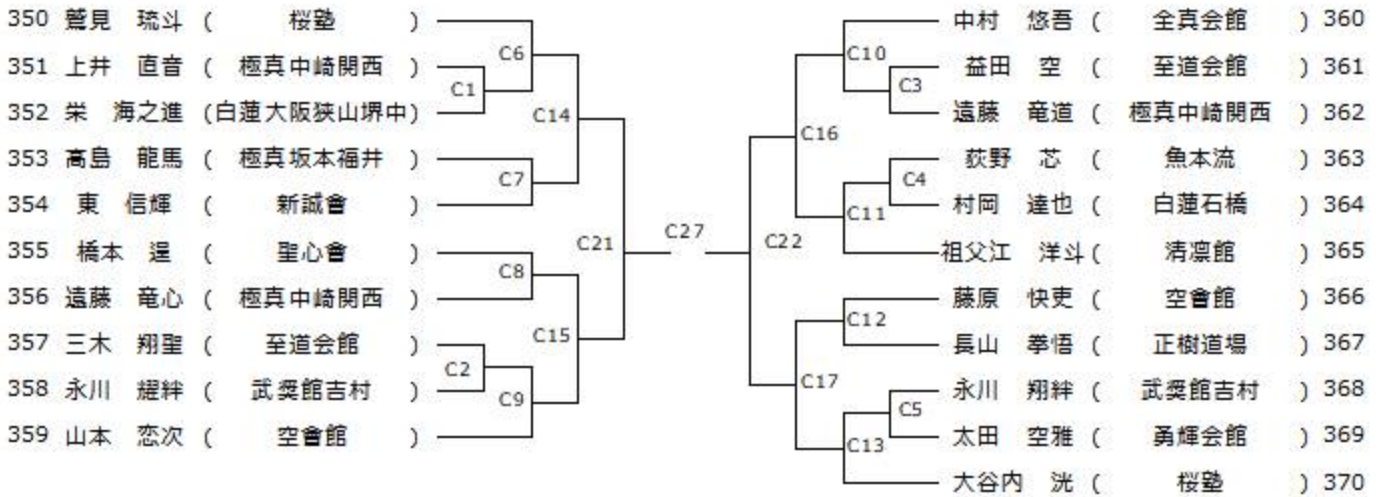 350 鷲見 琉斗 ( 桜塾 )
351 上井 直音 ( 極真中崎関西 )
352 栄 海之進 (白蓮大阪狭山堺中)
353 高島 龍馬 ( 極真坂本福井 )
354 東 信輝 ( 新誠會 )
355 橋本 逞 ( 聖心會 )
356 遠藤 竜心 ( 極真中崎関西 )
357 三木 翔聖 ( 至道会館 )
358 永川 耀絆 ( 武奨館吉村 )
359 山本 恋次 ( 空會館 )
C1
C2
C6
C7
C8
C9
C14
C15
C21
C27
C22
C16
C17
C10
C11
C12
C13
C3
C4
C5
中村 悠吾 ( 全真会館 ) 360
益田 空 ( 至道会館 ) 361
遠藤 竜道 ( 極真中崎関西 ) 362
荻野 芯 ( 魚本流 ) 363
村岡 達也 ( 白蓮石橋 ) 364
祖父江 洋斗 ( 清凛館 ) 365
藤原 快吏 ( 空會館 ) 366
長山 拳悟 ( 正樹道場 ) 367
永川 翔絆 ( 武奨館吉村 ) 368
太田 空雅 ( 勇輝会館 ) 369
大谷内 洸 ( 桜塾 ) 370